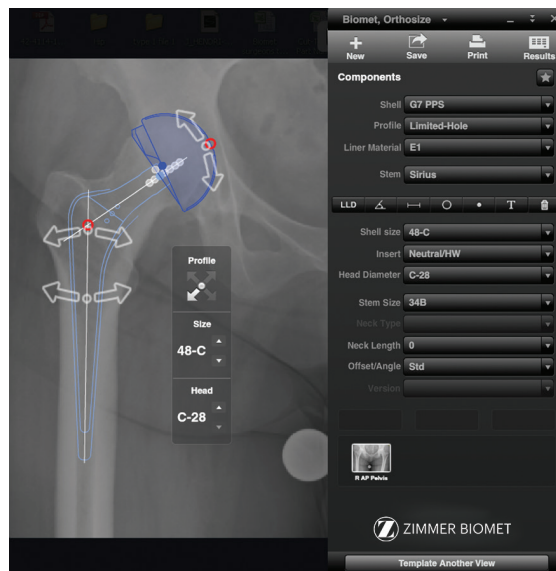 Biomet, Orthosize
New Save Print Results
Components
Shell G7 PPS
Profile Limited-Hole
Liner Material E1
Stem Sirius
LLD T
Shell size 48-C
Insert Neutral/HW
Head Diameter C-28
Stem Size 34B
Neck Type
Neck Length 0
Offset/Angle Std
Version
Profile
Size
48-C
Head
C-28
R AP Pelvis
ZIMMER BIOMET
Template Another View